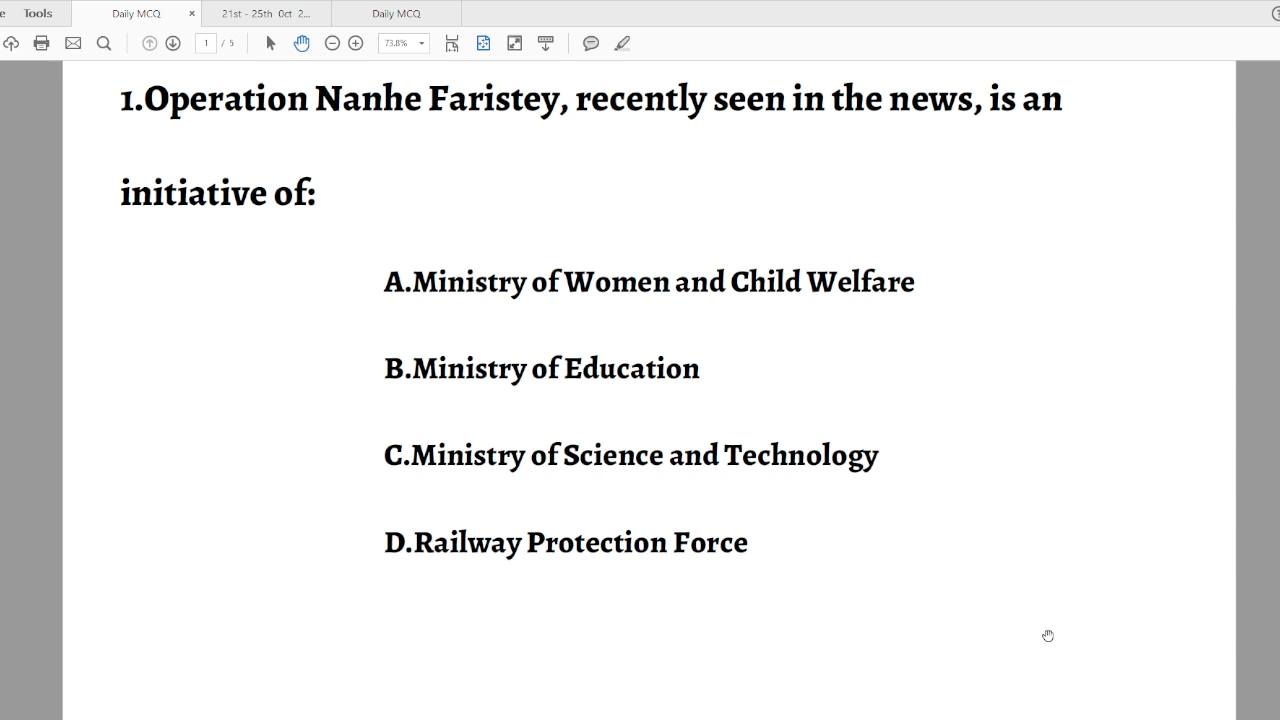 e Tools Daily MCQ × 21st - 25th Oct 2... Daily MCQ
1 / 5 73.8%
1.Operation Nanhe Faristey, recently seen in the news, is an
initiative of:
A.Ministry of Women and Child Welfare
B.Ministry of Education
C.Ministry of Science and Technology
D.Railway Protection Force